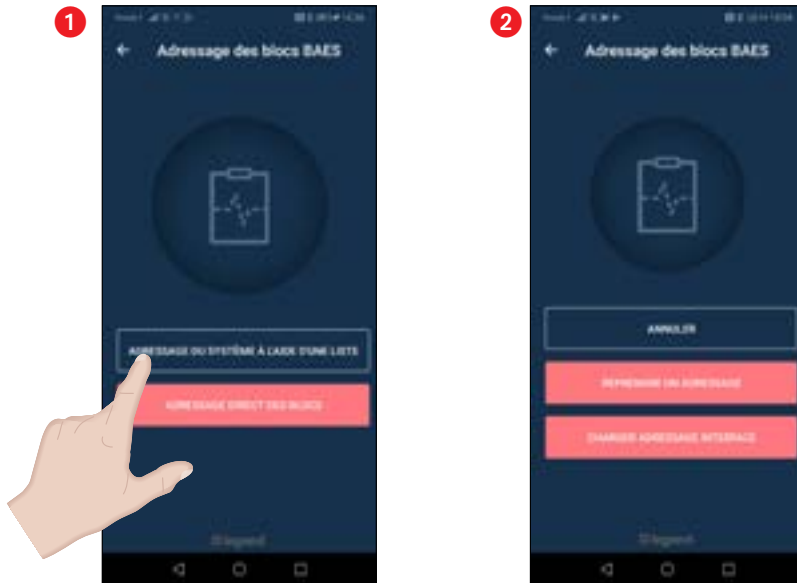 1
Adressage des blocs BAES
ADRESSAGE DU SYSTÈME À L'AIDE D'UNE LISTE
ADRESSAGE DIRECT DES BLOCS
legrand
2
Adressage des blocs BAES
ANNULER
REPRENDRE UN ADRESSAGE
CHARGER ADRESSAGE INTERFACE
legrand